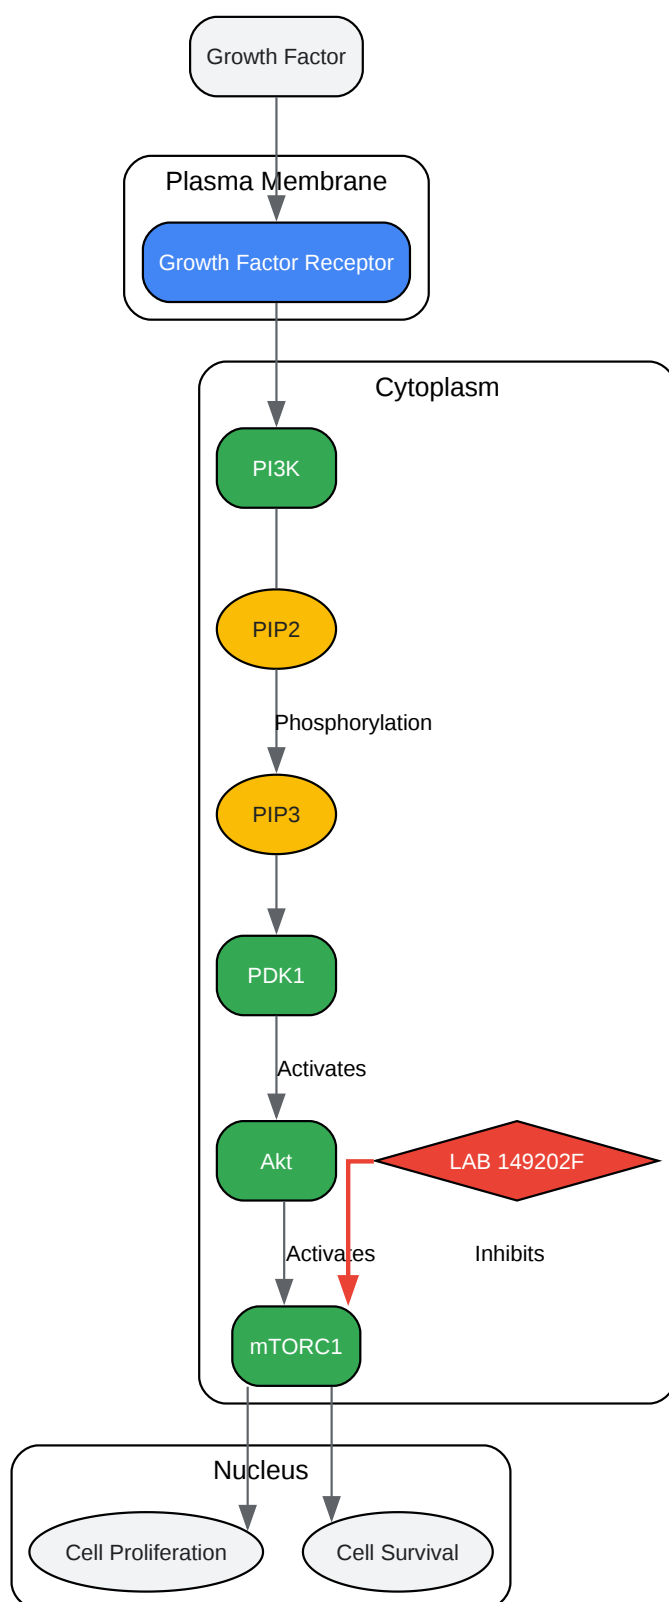 Growth Factor
Plasma Membrane
Growth Factor Receptor
Cytoplasm
PI3K
PIP2
Phosphorylation
PIP3
PDK1
Activates
Akt
LAB 149202F
Activates
Inhibits
mTORC1
Nucleus
Cell Proliferation
Cell Survival